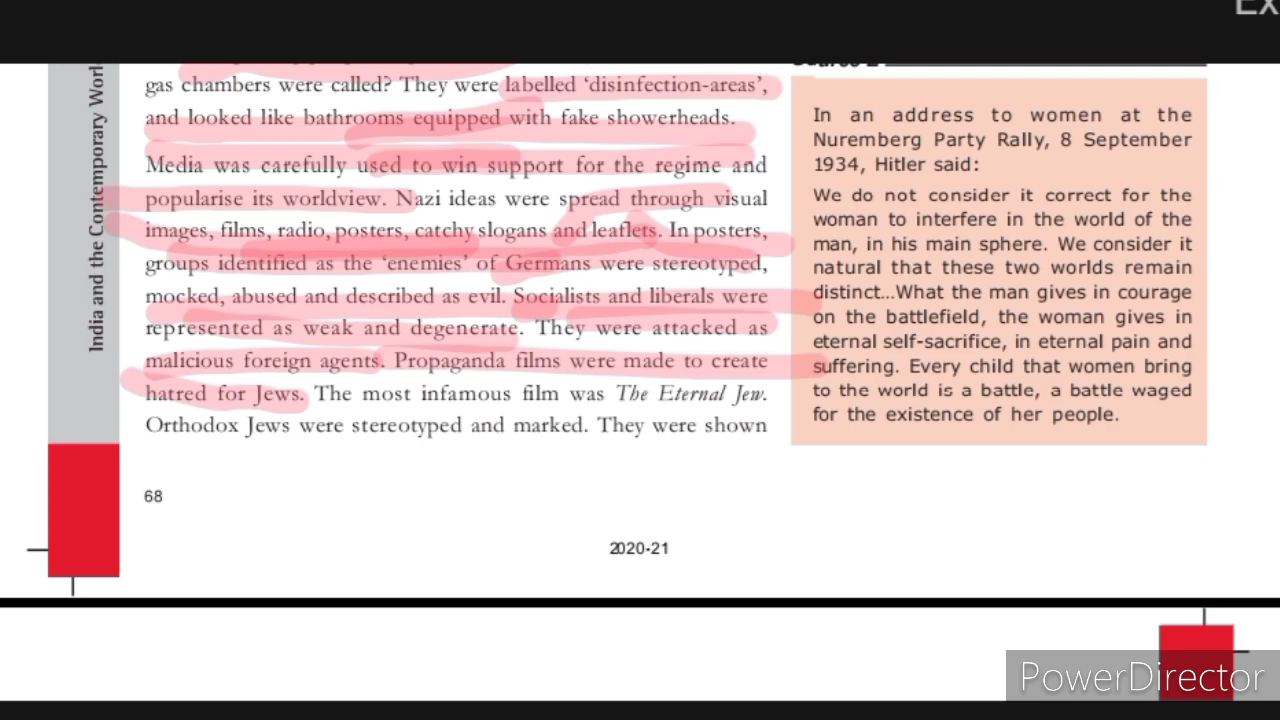 India and the Contemporary Worl
gas chambers were called? They were labelled ‘disinfection-areas’,
and looked like bathrooms equipped with fake showerheads.
Media was carefully used to win support for the regime and
popularise its worldview. Nazi ideas were spread through visual
images, films, radio, posters, catchy slogans and leaflets. In posters,
groups identified as the ‘enemies’ of Germans were stereotyped,
mocked, abused and described as evil. Socialists and liberals were
represented as weak and degenerate. They were attacked as
malicious foreign agents. Propaganda films were made to create
hatred for Jews. The most infamous film was The Eternal Jew.
Orthodox Jews were stereotyped and marked. They were shown
In an address to women at the
Nuremberg Party Rally, 8 September
1934, Hitler said:
We do not consider it correct for the
woman to interfere in the world of the
man, in his main sphere. We consider it
natural that these two worlds remain
distinct...What the man gives in courage
on the battlefield, the woman gives in
eternal self-sacrifice, in eternal pain and
suffering. Every child that women bring
to the world is a battle, a battle waged
for the existence of her people.
68
2020-21
PowerDirector